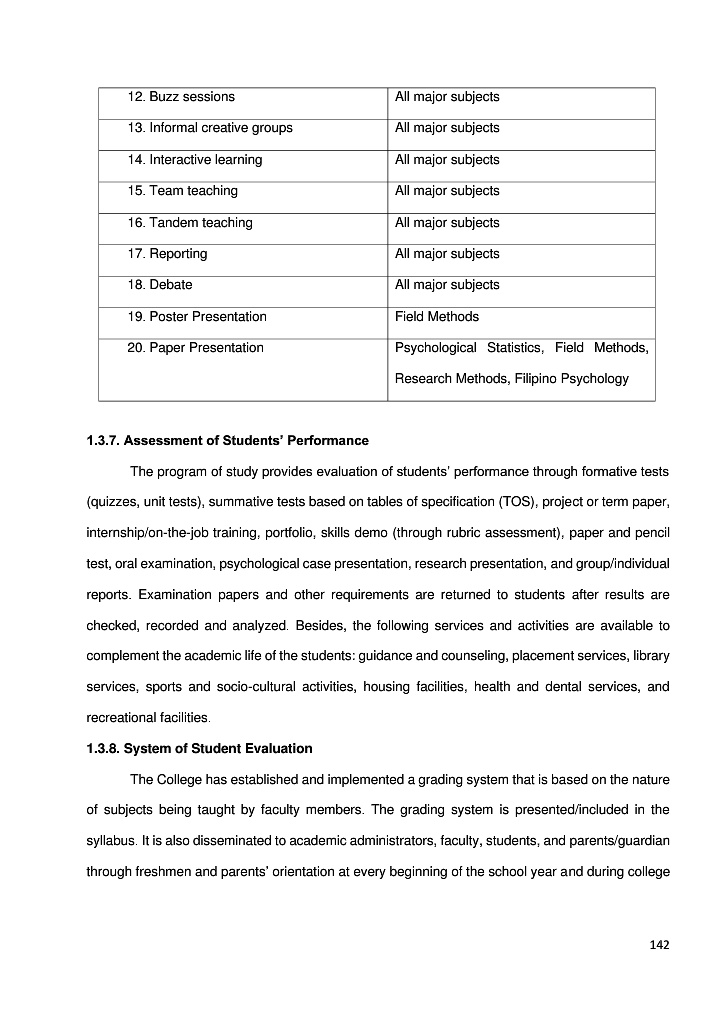 12. Buzz sessions All major subjects
13. Informal creative groups All major subjects
14. Interactive learning All major subjects
15. Team teaching All major subjects
16. Tandem teaching All major subjects
17. Reporting All major subjects
18. Debate All major subjects
19. Poster Presentation Field Methods
20. Paper Presentation Psychological Statistics, Field Methods,
Research Methods, Filipino Psychology
1.3.7. Assessment of Students’ Performance
The program of study provides evaluation of students’ performance through formative tests
(quizzes, unit tests), summative tests based on tables of specification (TOS), project or term paper,
internship/on-the-job training, portfolio, skills demo (through rubric assessment), paper and pencil
test, oral examination, psychological case presentation, research presentation, and group/individual
reports. Examination papers and other requirements are returned to students after results are
checked, recorded and analyzed. Besides, the following services and activities are available to
complement the academic life of the students: guidance and counseling, placement services, library
services, sports and socio-cultural activities, housing facilities, health and dental services, and
recreational facilities.
1.3.8. System of Student Evaluation
The College has established and implemented a grading system that is based on the nature
of subjects being taught by faculty members. The grading system is presented/included in the
syllabus. It is also disseminated to academic administrators, faculty, students, and parents/guardian
through freshmen and parents’ orientation at every beginning of the school year and during college
142